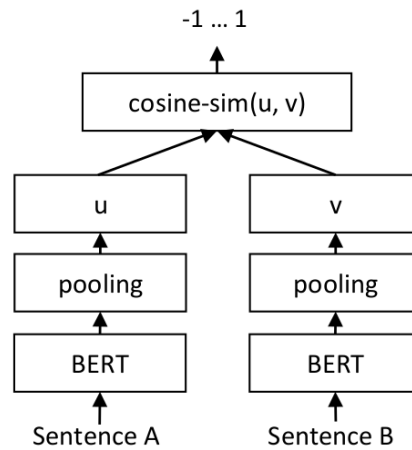 -1 … 1
cosine-sim(u, v)
u
v
pooling
pooling
BERT
BERT
Sentence A
Sentence B